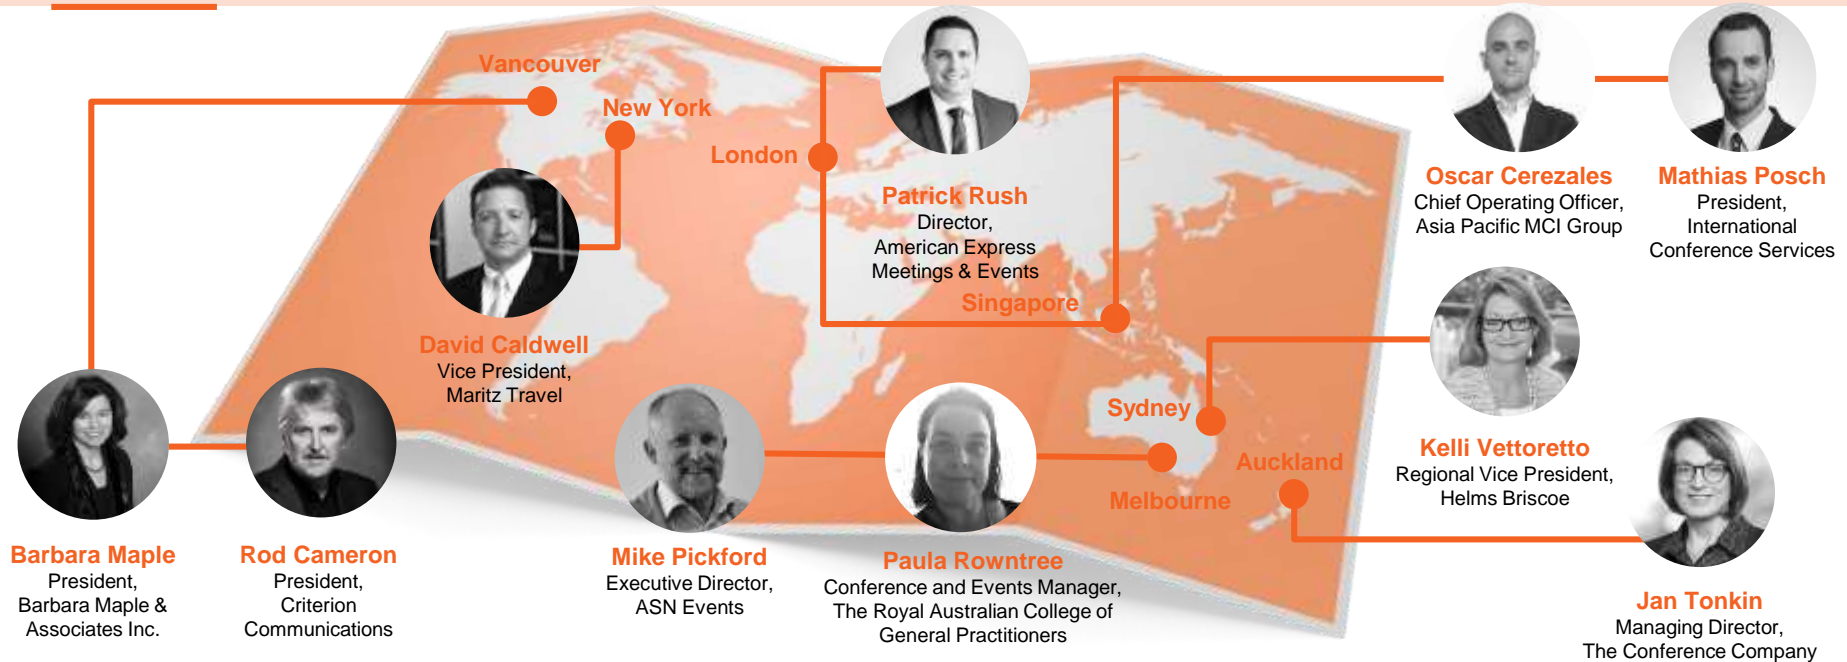 Vancouver
New York
London
Singapore
Sydney
Melbourne
Auckland
Patrick Rush
Director,
American Express
Meetings & Events
Oscar Cerezales
Chief Operating Officer,
Asia Pacific MCI Group
Mathias Posch
President,
International
Conference Services
David Caldwell
Vice President,
Maritz Travel
Kelli Vettoretto
Regional Vice President,
Helms Briscoe
Barbara Maple
President,
Barbara Maple &
Associates Inc.
Rod Cameron
President,
Criterion
Communications
Mike Pickford
Executive Director,
ASN Events
Paula Rowntree
Conference and Events Manager,
The Royal Australian College of
General Practitioners
Jan Tonkin
Managing Director,
The Conference Company